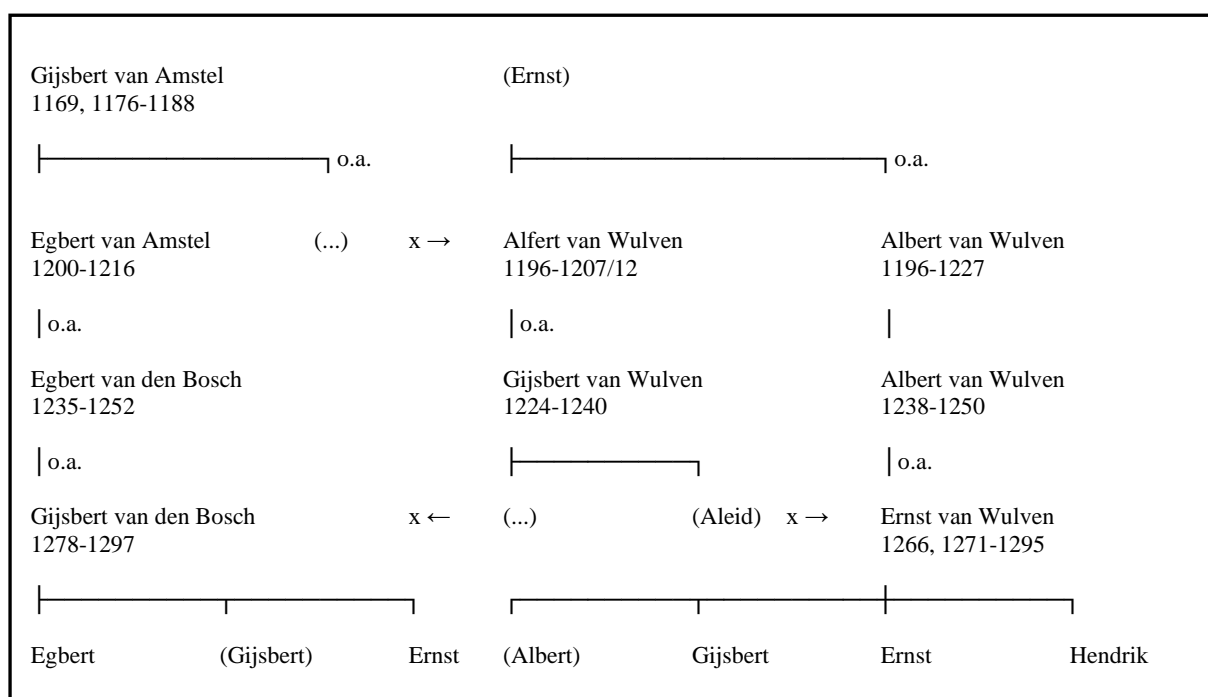 Gijsbert van Amstel (Ernst)
1169, 1176-1188
o.a. o.a.
Egbert van Amstel (...) x → Alfert van Wulven Albert van Wulven
1200-1216 1196-1207/12 1196-1227
o.a. o.a.
Egbert van den Bosch Gijsbert van Wulven Albert van Wulven
1235-1252 1224-1240 1238-1250
o.a. o.a.
Gijsbert van den Bosch x ← (...) (Aleid) x → Ernst van Wulven
1278-1297 1266, 1271-1295
Egbert (Gijsbert) Ernst (Albert) Gijsbert Ernst Hendrik